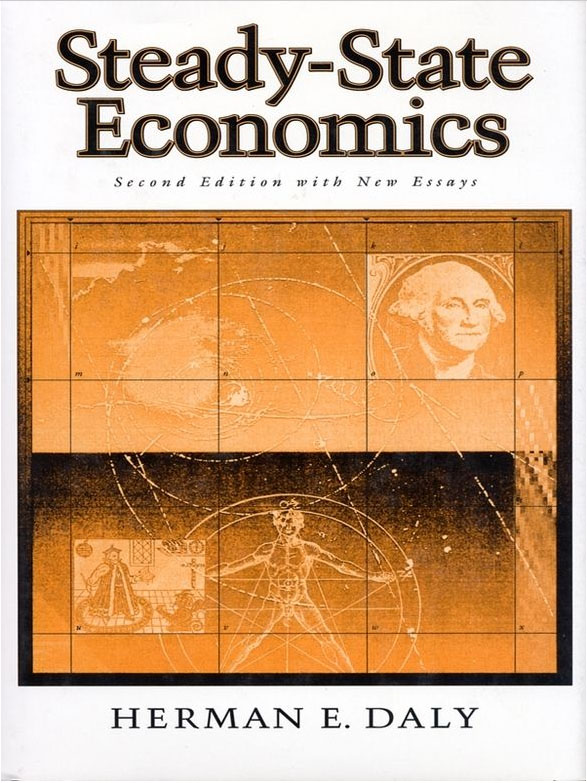 Steady-State
Economics
Second Edition with New Essays
i
j
k
l
m
n
o
p
u
v
w
x
HERMAN E. DALY